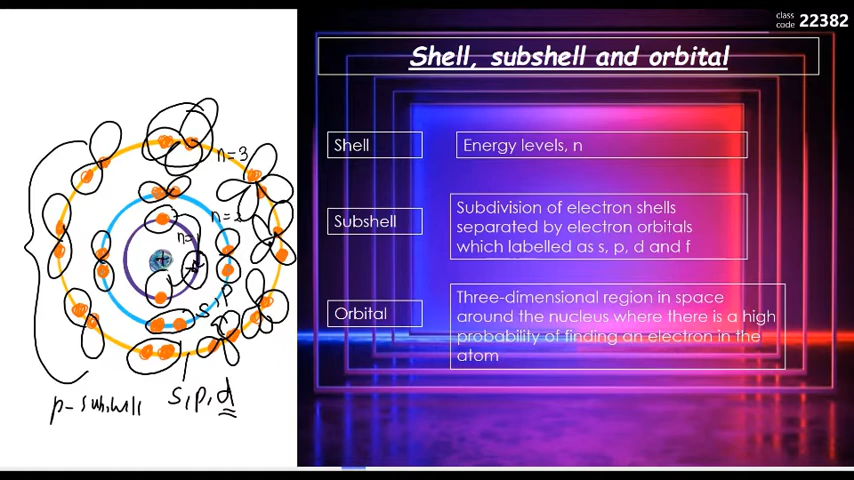 class
code 22382
Shell, subshell and orbital
Shell
Energy levels, n
Subshell
Subdivision of electron shells
separated by electron orbitals
which labelled as s, p, d and f
Orbital
Three-dimensional region in space
around the nucleus where there is a high
probability of finding an electron in the
atom
n=3
n=2
n=1
s, p
p-subshell
s, p, d